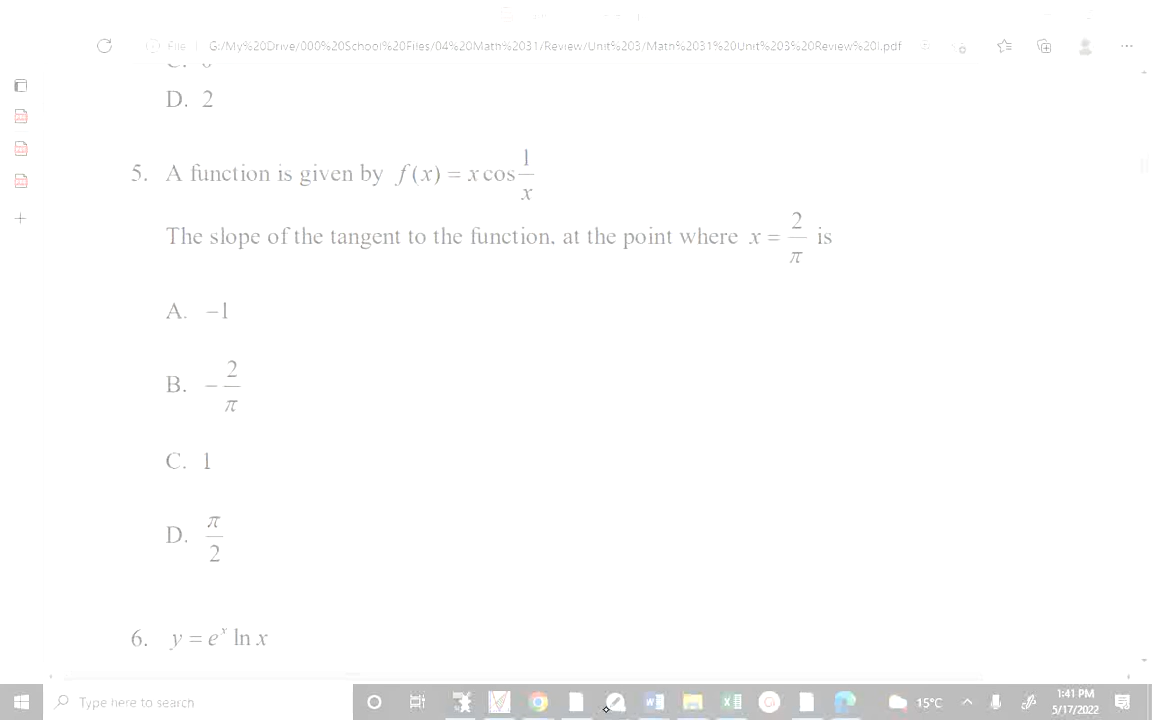 File G:/My%20Drive/000%20School%20Files/04%20Math%2031/Review/Unit%203/Math%2031%20Unit%203%20Review%20I.pdf
D. 2
5. A function is given by f(x) = x cos 1/x
The slope of the tangent to the function, at the point where x = 2/π is
A. −1
B. − 2/π
C. 1
D. π/2
6. y = eˣ ln x
Type here to search
15°C
1:41 PM
5/17/2022